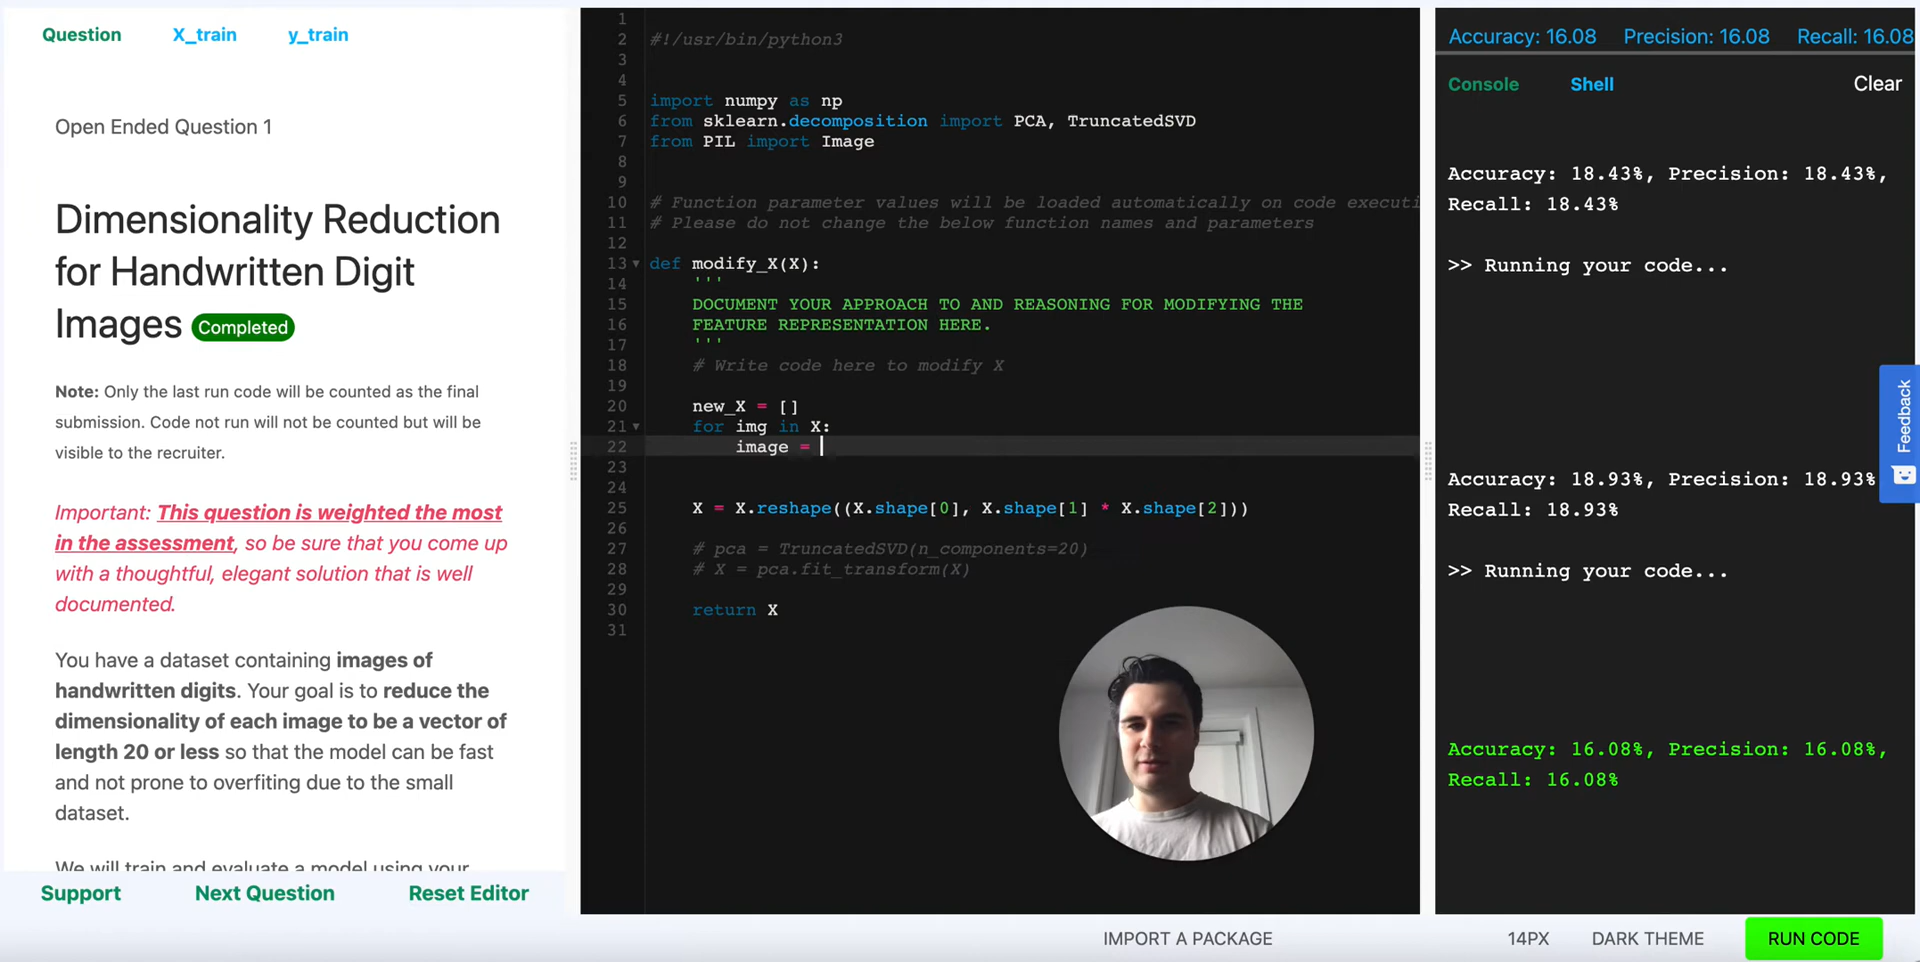 Question X_train y_train
Open Ended Question 1
Dimensionality Reduction
for Handwritten Digit
Images Completed
Note: Only the last run code will be counted as the final
submission. Code not run will not be counted but will be
visible to the recruiter.
Important: This question is weighted the most
in the assessment, so be sure that you come up
with a thoughtful, elegant solution that is well
documented.
You have a dataset containing images of
handwritten digits. Your goal is to reduce the
dimensionality of each image to be a vector of
length 20 or less so that the model can be fast
and not prone to overfiting due to the small
dataset.
We will train and evaluate a model using your
Support Next Question Reset Editor
1
2 #!/usr/bin/python3
3
4
5 import numpy as np
6 from sklearn.decomposition import PCA, TruncatedSVD
7 from PIL import Image
8
9
10 # Function parameter values will be loaded automatically on code executi
11 # Please do not change the below function names and parameters
12
13 def modify_X(X):
14 '''
15 DOCUMENT YOUR APPROACH TO AND REASONING FOR MODIFYING THE
16 FEATURE REPRESENTATION HERE.
17 '''
18 # Write code here to modify X
19
20 new_X = []
21 for img in X:
22 image =
23
24
25 X = X.reshape((X.shape[0], X.shape[1] * X.shape[2]))
26
27 # pca = TruncatedSVD(n_components=20)
28 # X = pca.fit_transform(X)
29
30 return X
31
Accuracy: 16.08 Precision: 16.08 Recall: 16.08
Console Shell Clear
Accuracy: 18.43%, Precision: 18.43%,
Recall: 18.43%
>> Running your code...
Accuracy: 18.93%, Precision: 18.93%
Recall: 18.93%
>> Running your code...
Accuracy: 16.08%, Precision: 16.08%,
Recall: 16.08%
Feedback
IMPORT A PACKAGE 14PX DARK THEME RUN CODE